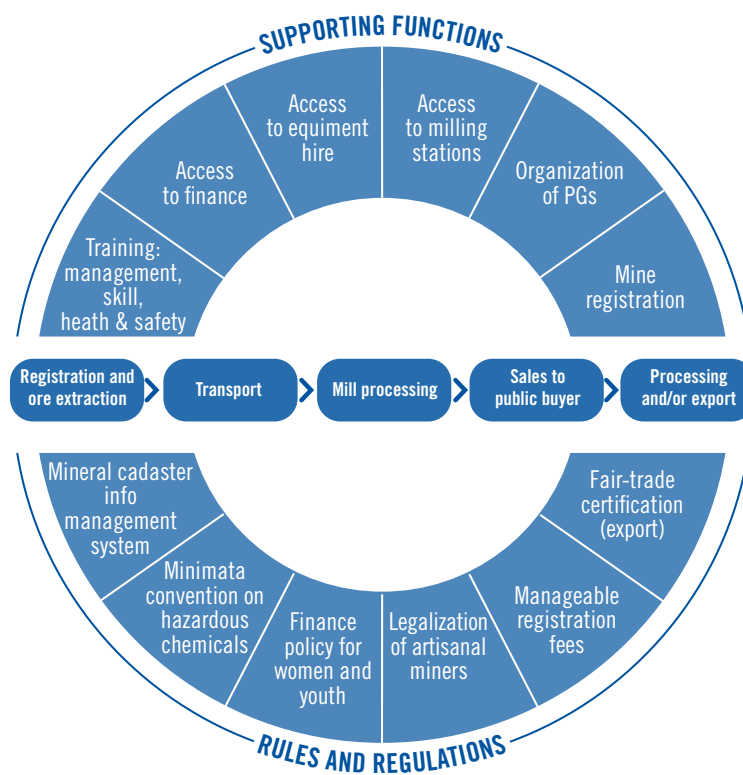 SUPPORTING FUNCTIONS
Training:
management,
skill,
heath & safety
Access
to finance
Access
to equiment
hire
Access
to milling
stations
Organization
of PGs
Mine
registration
Registration and
ore extraction
Transport
Mill processing
Sales to
public buyer
Processing
and/or export
Mineral cadaster
info
management
system
Minimata
convention on
hazardous
chemicals
Finance
policy for
women and
youth
Legalization
of artisanal
miners
Manageable
registration
fees
Fair-trade
certification
(export)
RULES AND REGULATIONS